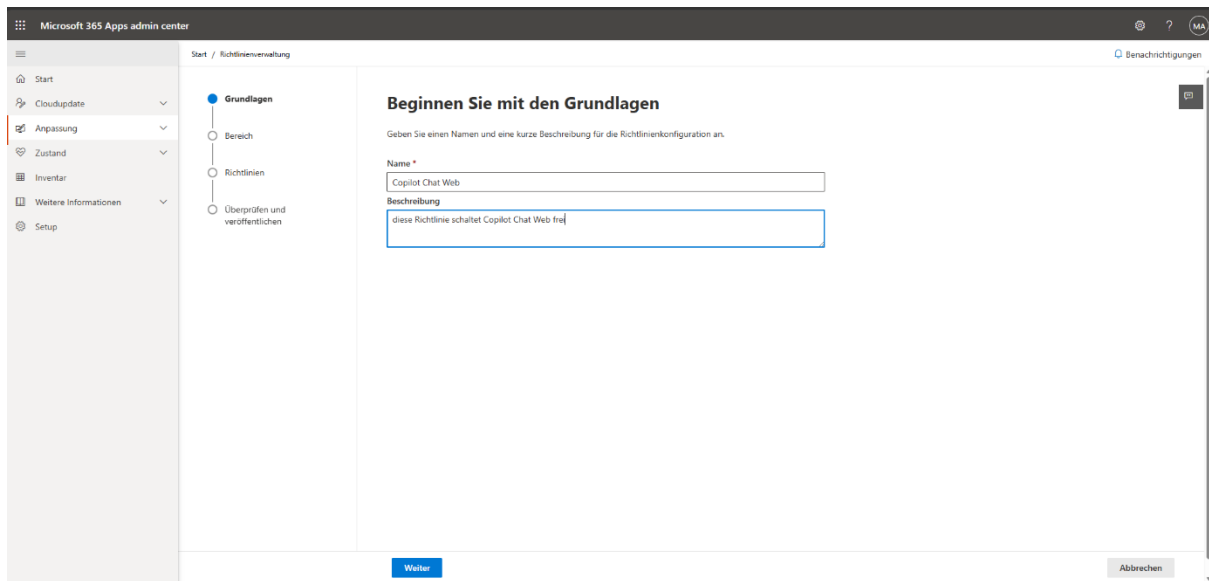 Microsoft 365 Apps admin center
?
MA
Start / Richtlinienverwaltung
Benachrichtigungen
Start
Cloudupdate
Anpassung
Zustand
Inventar
Weitere Informationen
Setup
Grundlagen
Bereich
Richtlinien
Überprüfen und
veröffentlichen
Beginnen Sie mit den Grundlagen
Geben Sie einen Namen und eine kurze Beschreibung für die Richtlinienkonfiguration an.
Name *
Copilot Chat Web
Beschreibung
diese Richtlinie schaltet Copilot Chat Web frei
Weiter
Abbrechen